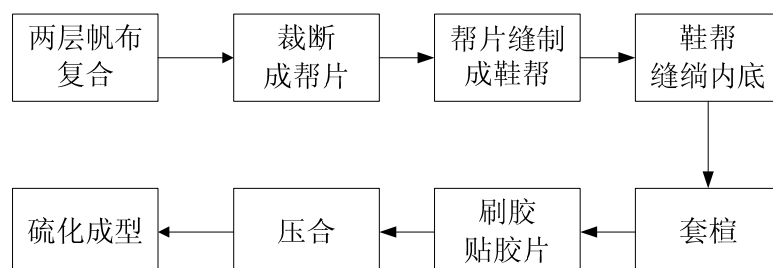 两层帆布
复合
裁断
成帮片
帮片缝制
成鞋帮
鞋帮
缝绱内底
套楦
刷胶
贴胶片
压合
硫化成型